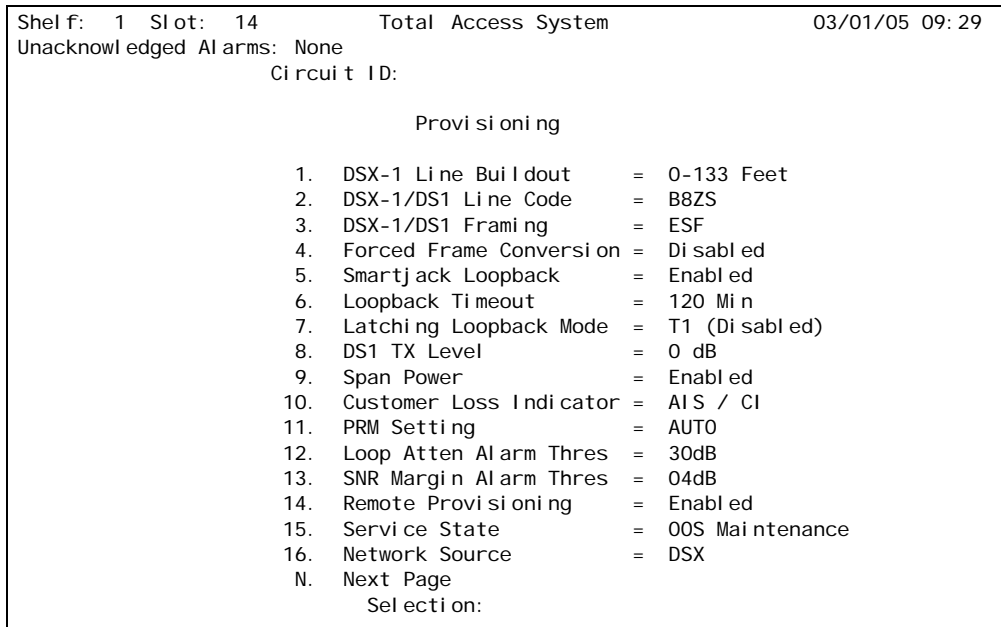 Shelf: 1 Slot: 14 Total Access System 03/01/05 09:29
Unacknowledged Alarms: None
Circuit ID:
Provisioning
1. DSX-1 Line Buildout = 0-133 Feet
2. DSX-1/DS1 Line Code = B8ZS
3. DSX-1/DS1 Framing = ESF
4. Forced Frame Conversion = Disabled
5. Smartjack Loopback = Enabled
6. Loopback Timeout = 120 Min
7. Latching Loopback Mode = T1 (Disabled)
8. DS1 TX Level = 0 dB
9. Span Power = Enabled
10. Customer Loss Indicator = AIS / CI
11. PRM Setting = AUTO
12. Loop Atten Alarm Thres = 30dB
13. SNR Margin Alarm Thres = 04dB
14. Remote Provisioning = Enabled
15. Service State = OOS Maintenance
16. Network Source = DSX
N. Next Page
Selection: